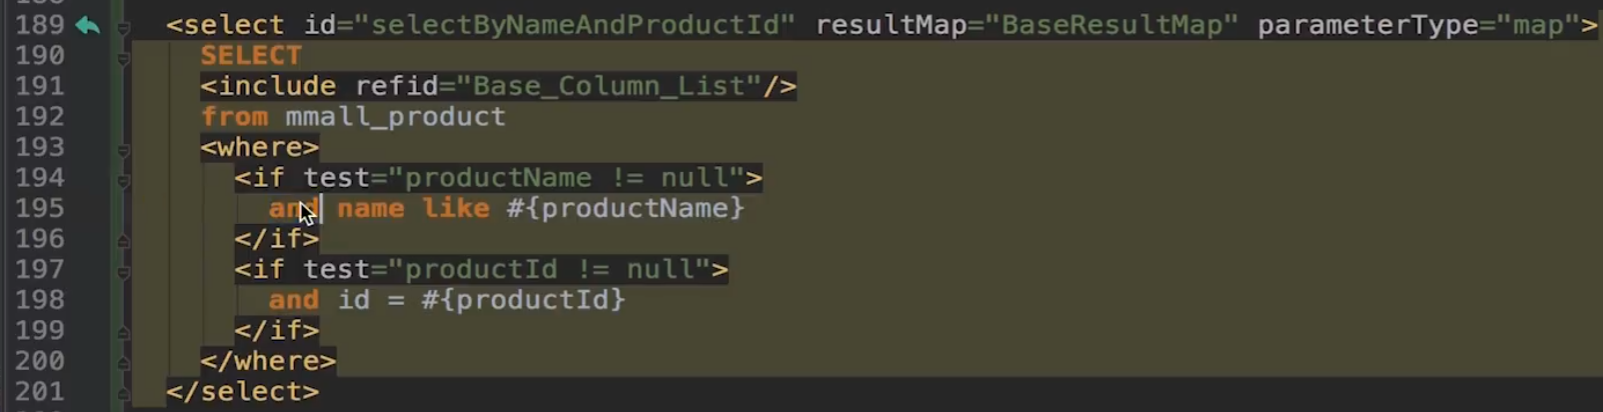 189 <select id="selectByNameAndProductId" resultMap="BaseResultMap" parameterType="map">
190 SELECT
191 <include refid="Base_Column_List"/>
192 from mmall_product
193 <where>
194 <if test="productName != null">
195 and name like #{productName}
196 </if>
197 <if test="productId != null">
198 and id = #{productId}
199 </if>
200 </where>
201 </select>